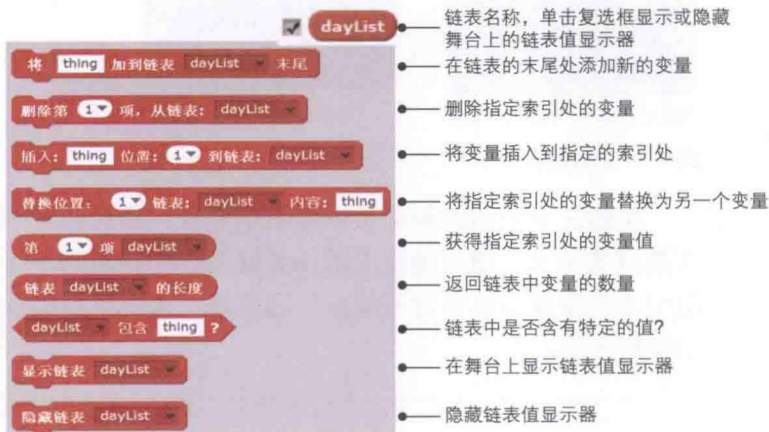 dayList 链表名称，单击复选框显示或隐藏
舞台上的链表值显示器
将 thing 加到链表 dayList 末尾 在链表的末尾处添加新的变量
删除第 1 项，从链表: dayList 删除指定索引处的变量
插入: thing 位置: 1 到链表: dayList 将变量插入到指定的索引处
替换位置: 1 链表: dayList 内容: thing 将指定索引处的变量替换为另一个变量
第 1 项 dayList 获得指定索引处的变量值
链表 dayList 的长度 返回链表中变量的数量
dayList 包含 thing ? 链表中是否含有特定的值?
显示链表 dayList 在舞台上显示链表值显示器
隐藏链表 dayList 隐藏链表值显示器